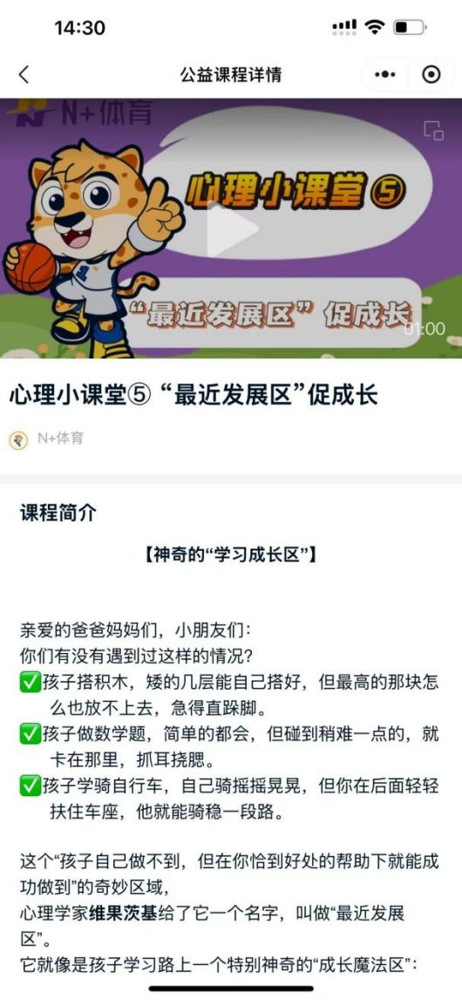 14:30
公益课程详情
N+体育
心理小课堂⑤
1
“最近发展区”促成长
01:00
心理小课堂⑤ “最近发展区”促成长
N+体育
课程简介
【神奇的“学习成长区”】
亲爱的爸爸妈妈们，小朋友们：
你们有没有遇到过这样的情况？
✅孩子搭积木，矮的几层能自己搭好，但最高的那块怎
么也放不上去，急得直跺脚。
✅孩子做数学题，简单的都会，但碰到稍难一点的，就
卡在那里，抓耳挠腮。
✅孩子学骑自行车，自己骑摇摇晃晃，但你在后面轻轻
扶住车座，他就能骑稳一段路。
这个“孩子自己做不到，但在你恰到好处的帮助下就能成
功做到”的奇妙区域，
心理学家维果茨基给了它一个名字，叫做“最近发展
区”。
它就像是孩子学习路上一个特别神奇的“成长魔法区”：